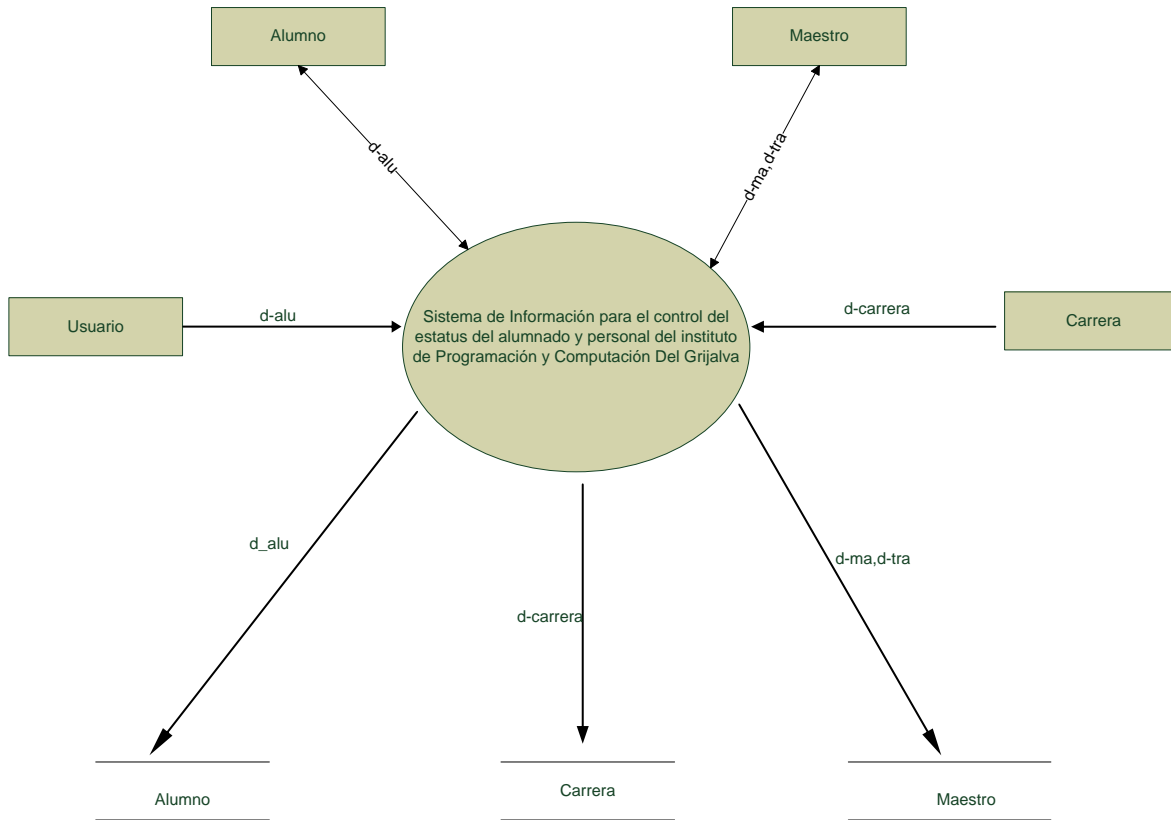 Alumno
Maestro
d-alu
d-ma,d-tra
Usuario
d-alu
Sistema de Información para el control del
estatus del alumnado y personal del instituto
de Programación y Computación Del Grijalva
d-carrera
Carrera
d_alu
d-carrera
d-ma,d-tra
Alumno
Carrera
Maestro